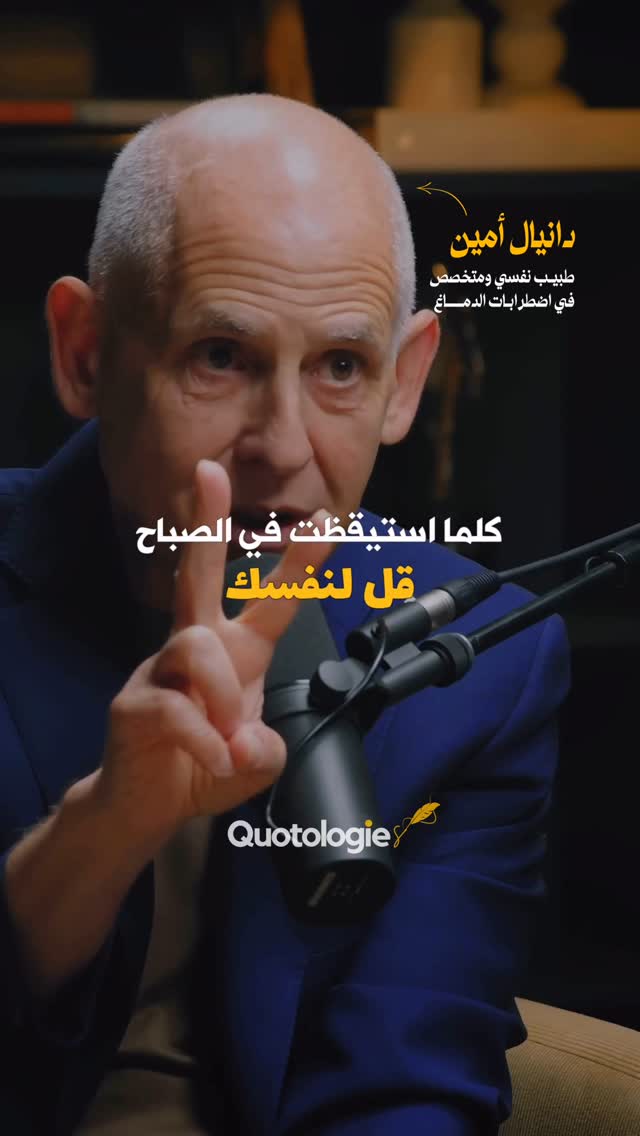 دانيال أمين
طبيب نفسي ومتخصص
في اضطرابات الدماغ
كلما استيقظت في الصباح
قل لنفسك
Quotologie